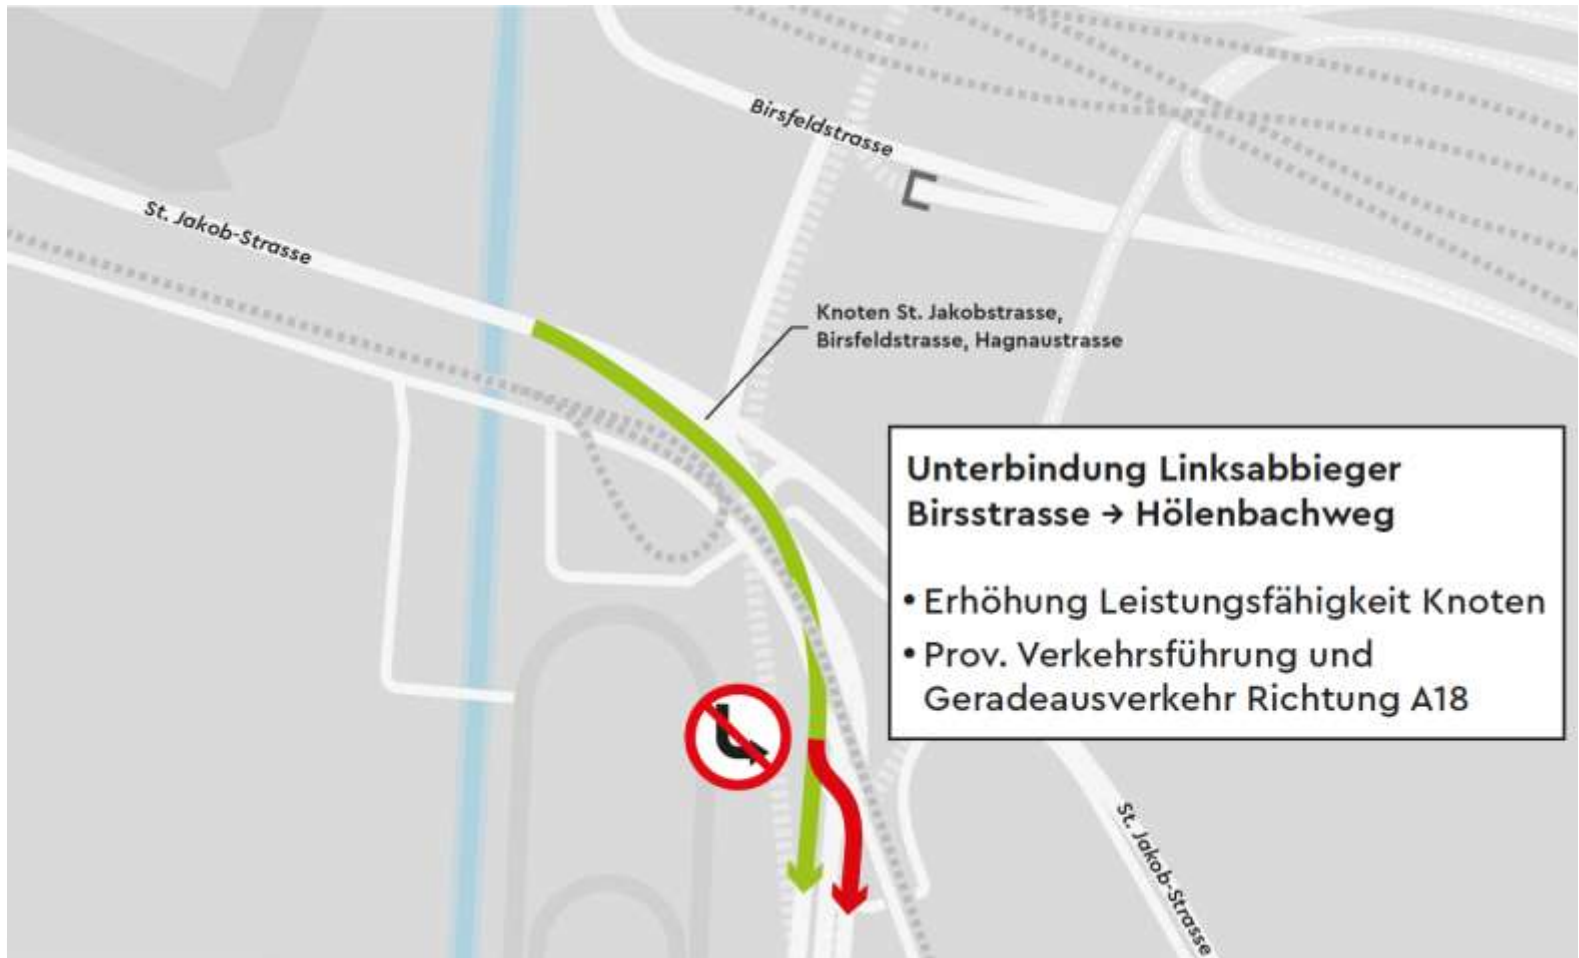 Birsfeldstrasse
St. Jakob-Strasse
Knoten St. Jakobstrasse,
Birsfeldstrasse, Hagnaustrasse
Unterbindung Linksabbieger
Birsstrasse → Hölenbachweg
• Erhöhung Leistungsfähigkeit Knoten
• Prov. Verkehrsführung und
Geradeausverkehr Richtung A18
St. Jakob-Strasse